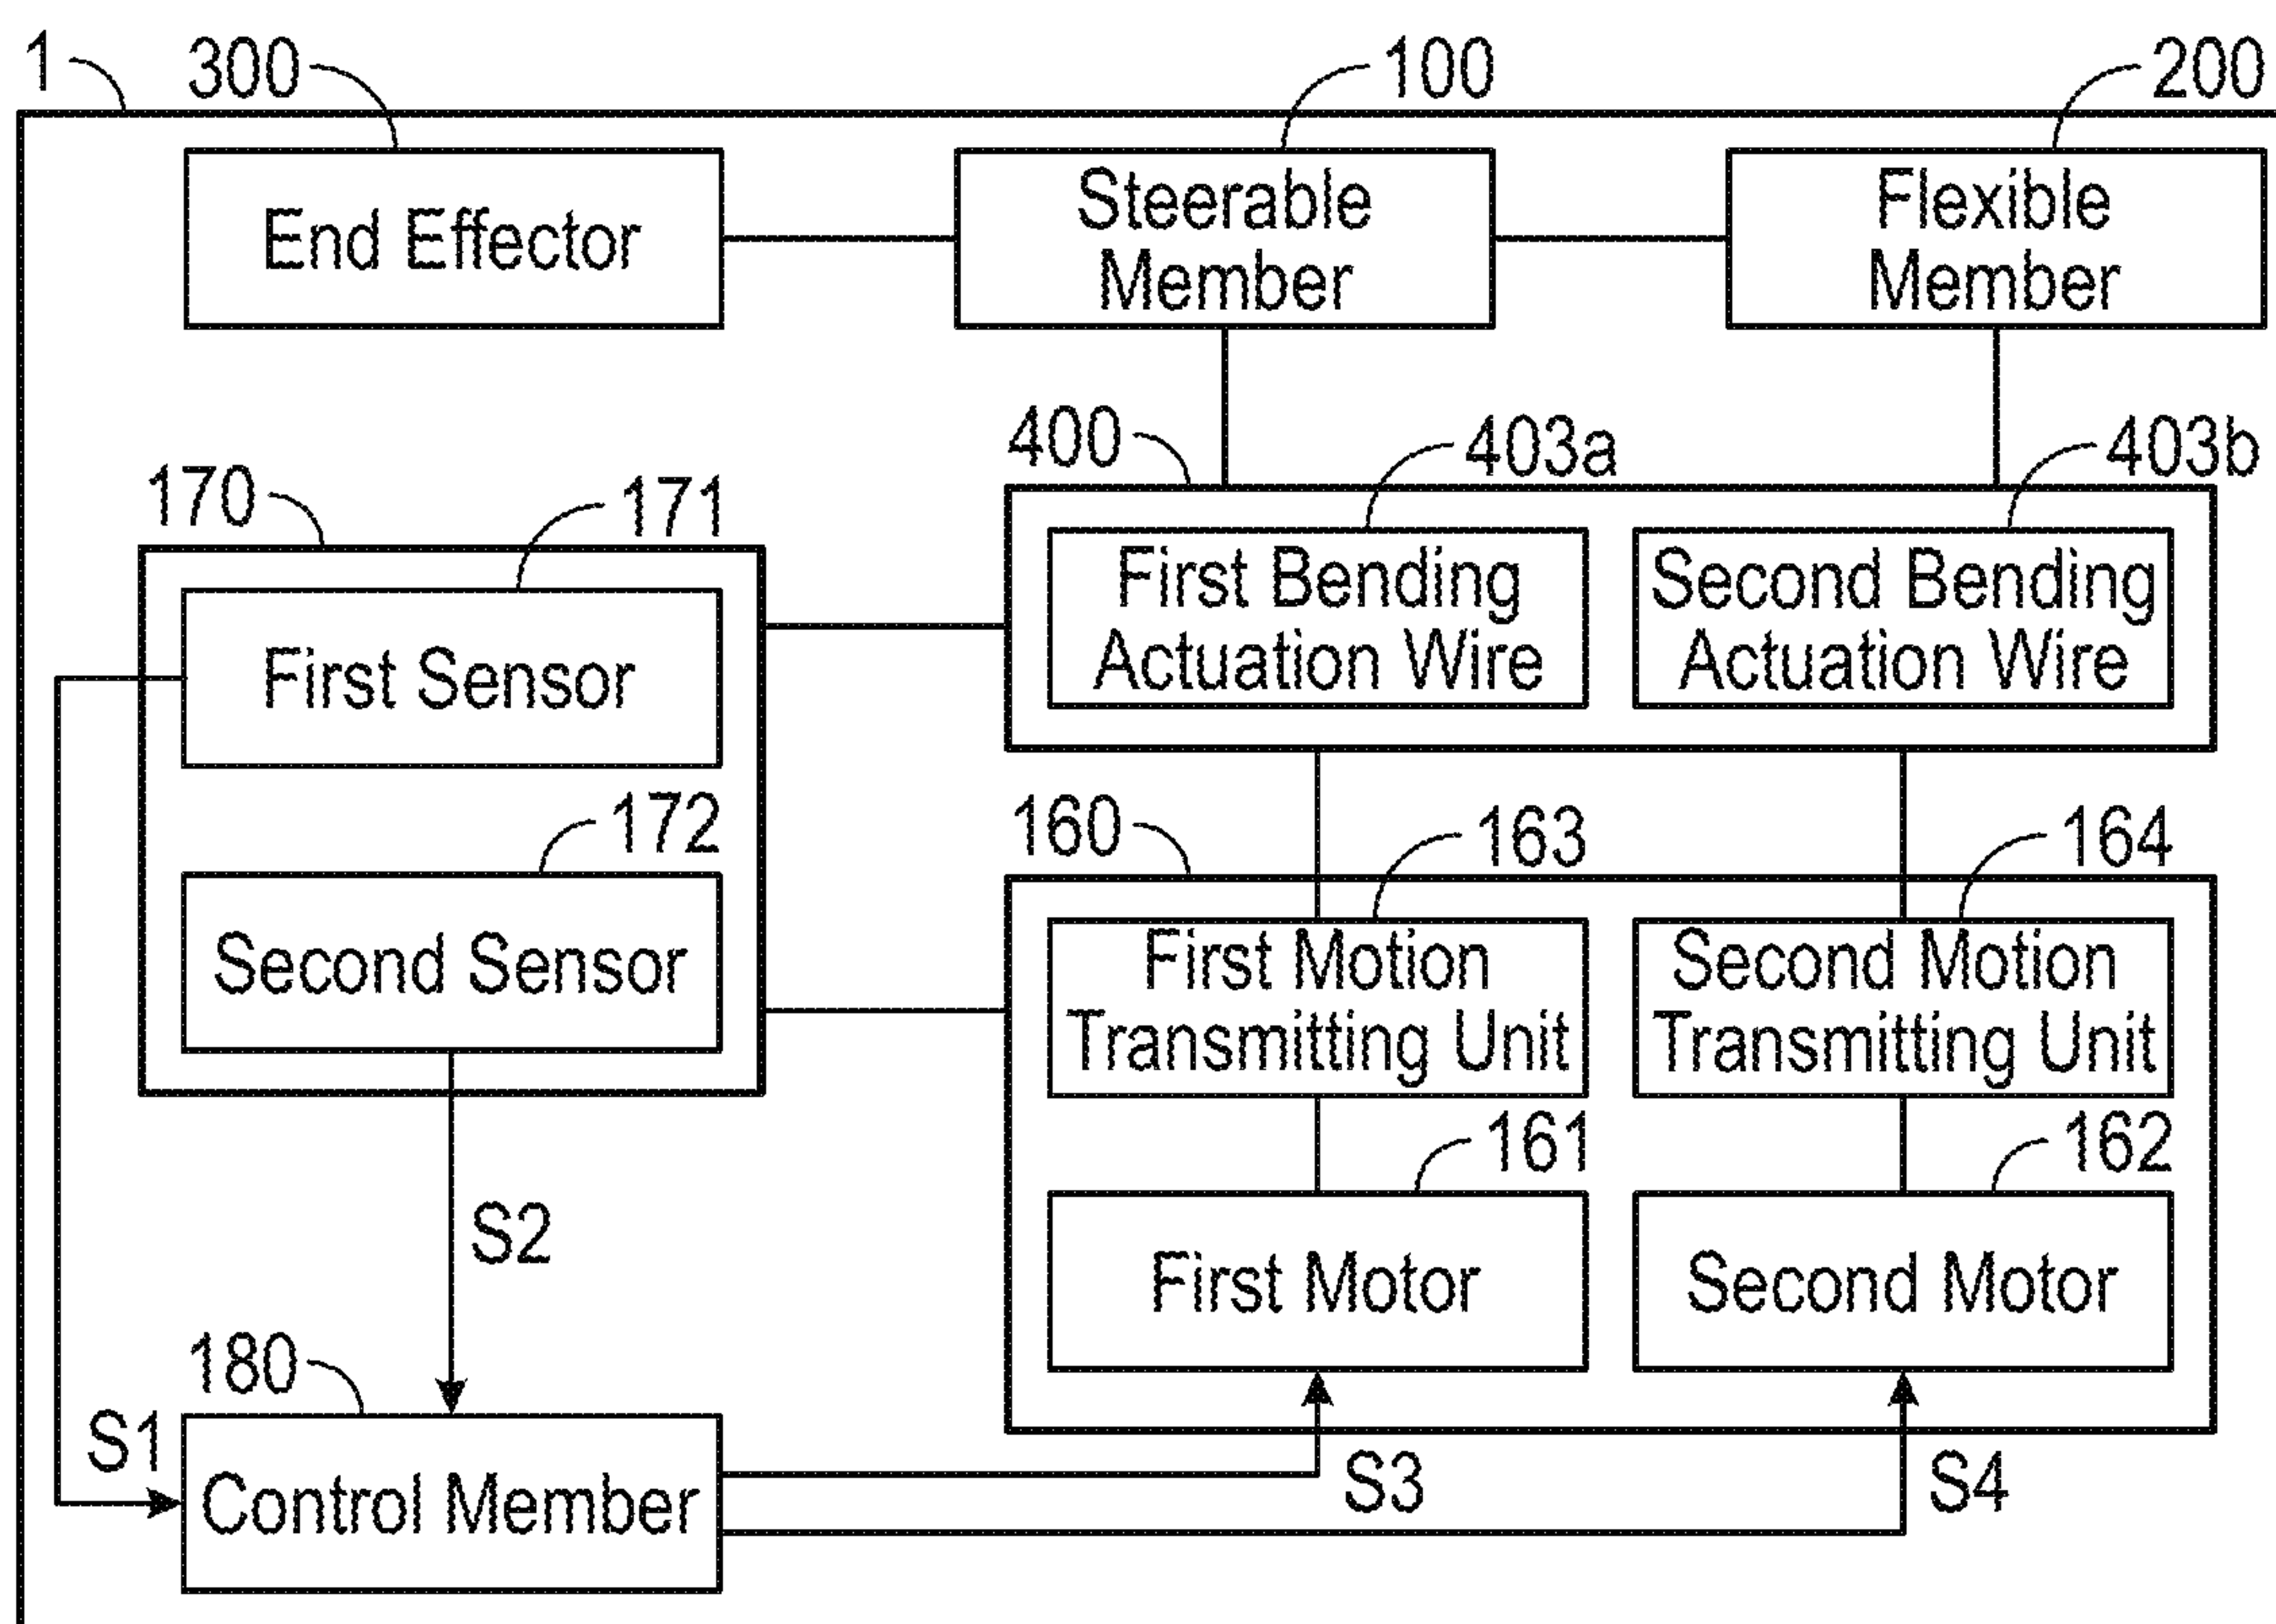 1
300
100
200
End Effector
Steerable
Member
Flexible
Member
400
403a
403b
170
171
First Sensor
First Bending
Actuation Wire
Second Bending
Actuation Wire
172
Second Sensor
160
163
164
First Motion
Transmitting Unit
Second Motion
Transmitting Unit
161
162
First Motor
Second Motor
S2
180
S1
Control Member
S3
S4